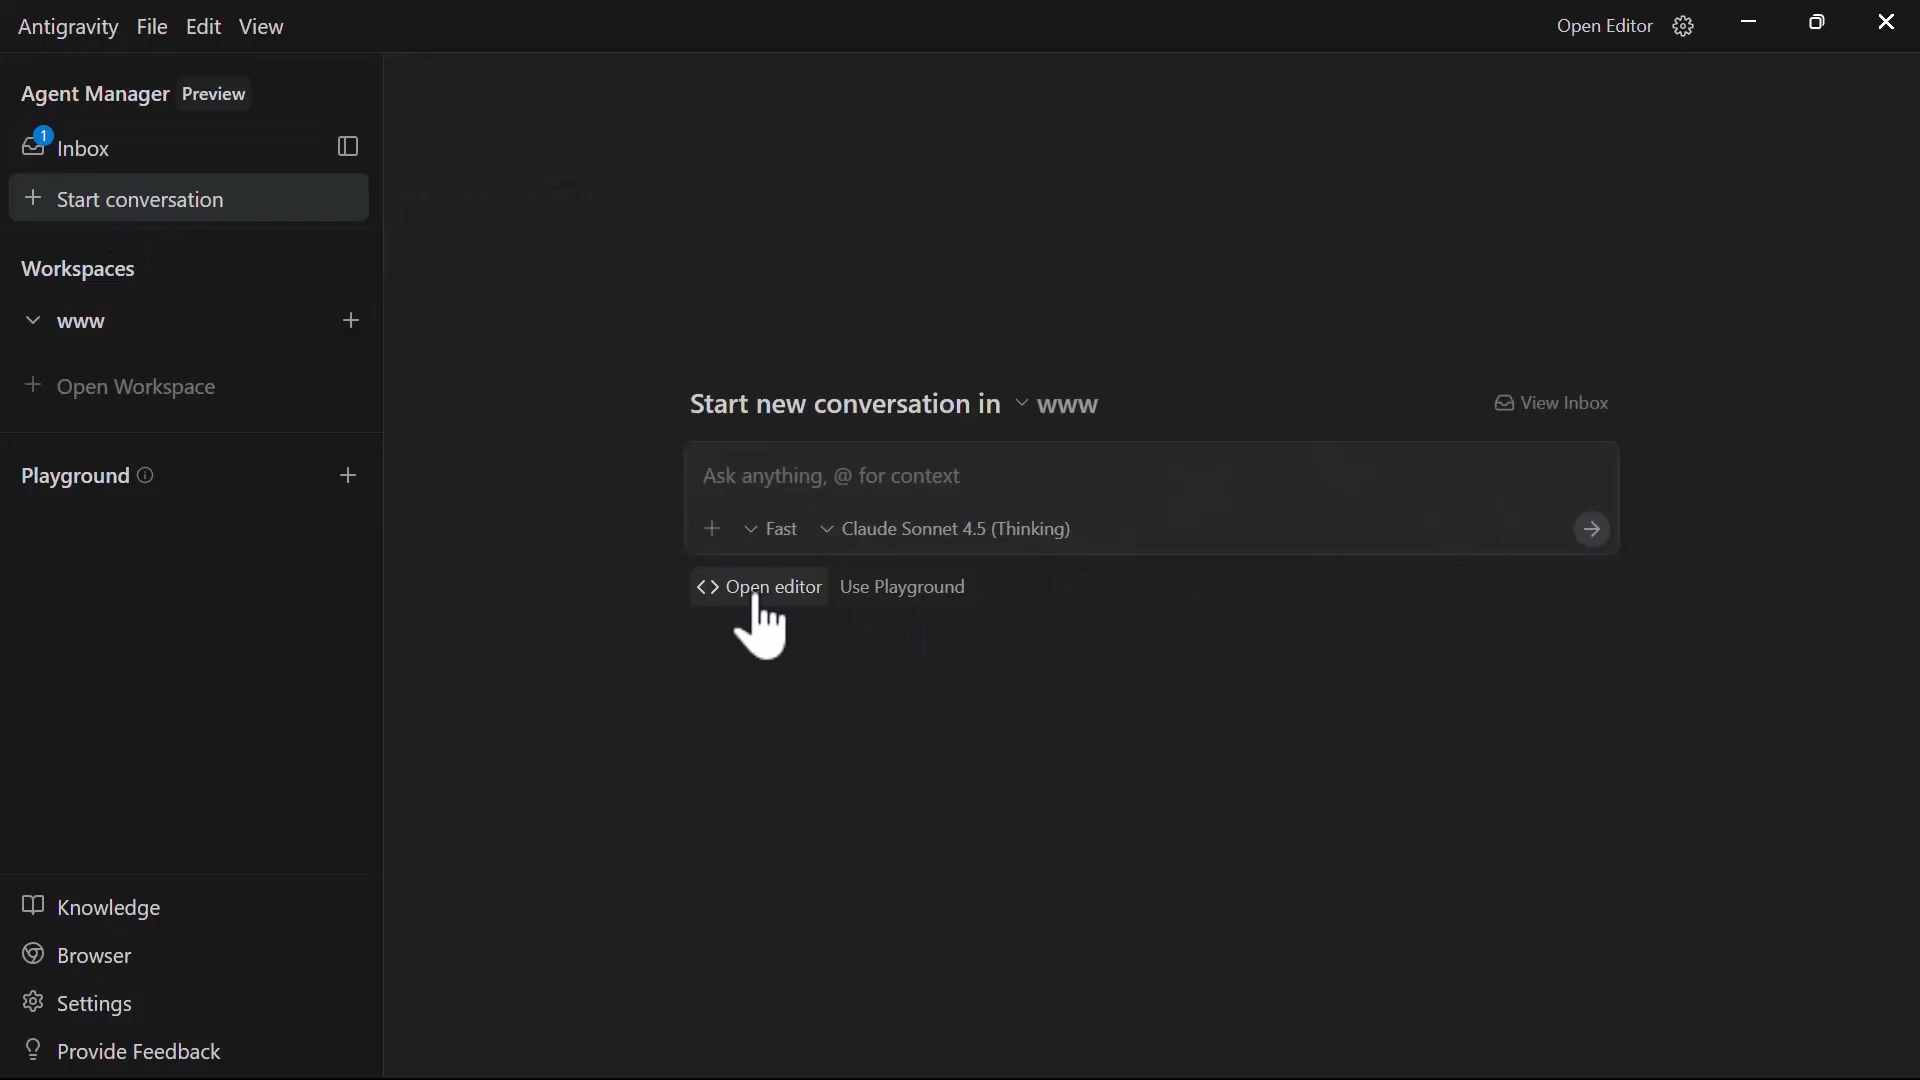 Antigravity File Edit View Open Editor
Agent Manager Preview
1
Inbox
Start conversation
Workspaces
www
Open Workspace
Playground
Start new conversation in www View Inbox
Ask anything, @ for context
Fast Claude Sonnet 4.5 (Thinking)
<> Open editor Use Playground
Knowledge
Browser
Settings
Provide Feedback